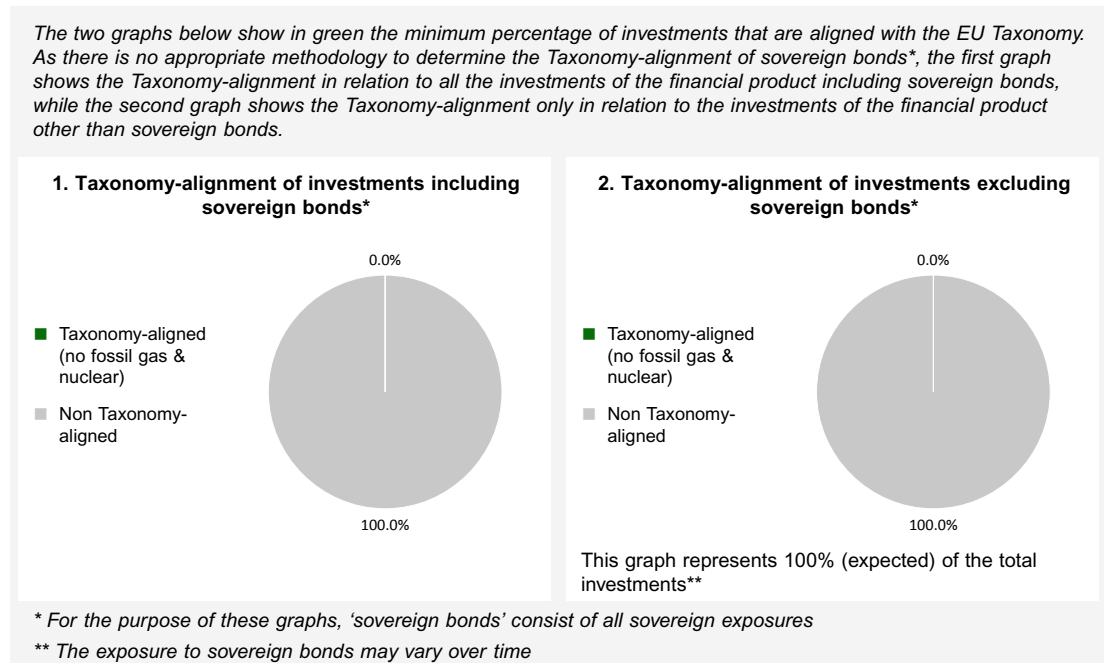 The two graphs below show in green the minimum percentage of investments that are aligned with the EU Taxonomy.
As there is no appropriate methodology to determine the Taxonomy-alignment of sovereign bonds*, the first graph
shows the Taxonomy-alignment in relation to all the investments of the financial product including sovereign bonds,
while the second graph shows the Taxonomy-alignment only in relation to the investments of the financial product
other than sovereign bonds.
1. Taxonomy-alignment of investments including
sovereign bonds*
0.0%
Taxonomy-aligned
(no fossil gas &
nuclear)
Non Taxonomy-
aligned
100.0%
2. Taxonomy-alignment of investments excluding
sovereign bonds*
0.0%
Taxonomy-aligned
(no fossil gas &
nuclear)
Non Taxonomy-
aligned
100.0%
This graph represents 100% (expected) of the total
investments**
* For the purpose of these graphs, ‘sovereign bonds’ consist of all sovereign exposures
** The exposure to sovereign bonds may vary over time